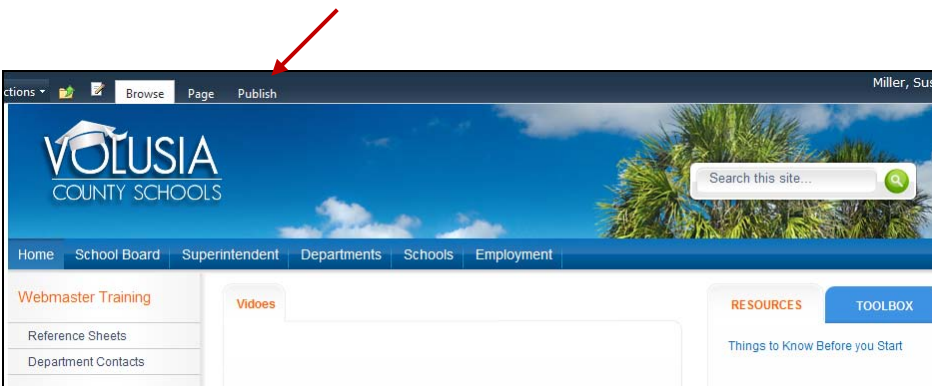 ctions Browse Page Publish Miller, Sus
VOLUSIA
COUNTY SCHOOLS
Search this site...
Home School Board Superintendent Departments Schools Employment
Webmaster Training
Reference Sheets
Department Contacts
Vidoes
RESOURCES TOOLBOX
Things to Know Before you Start